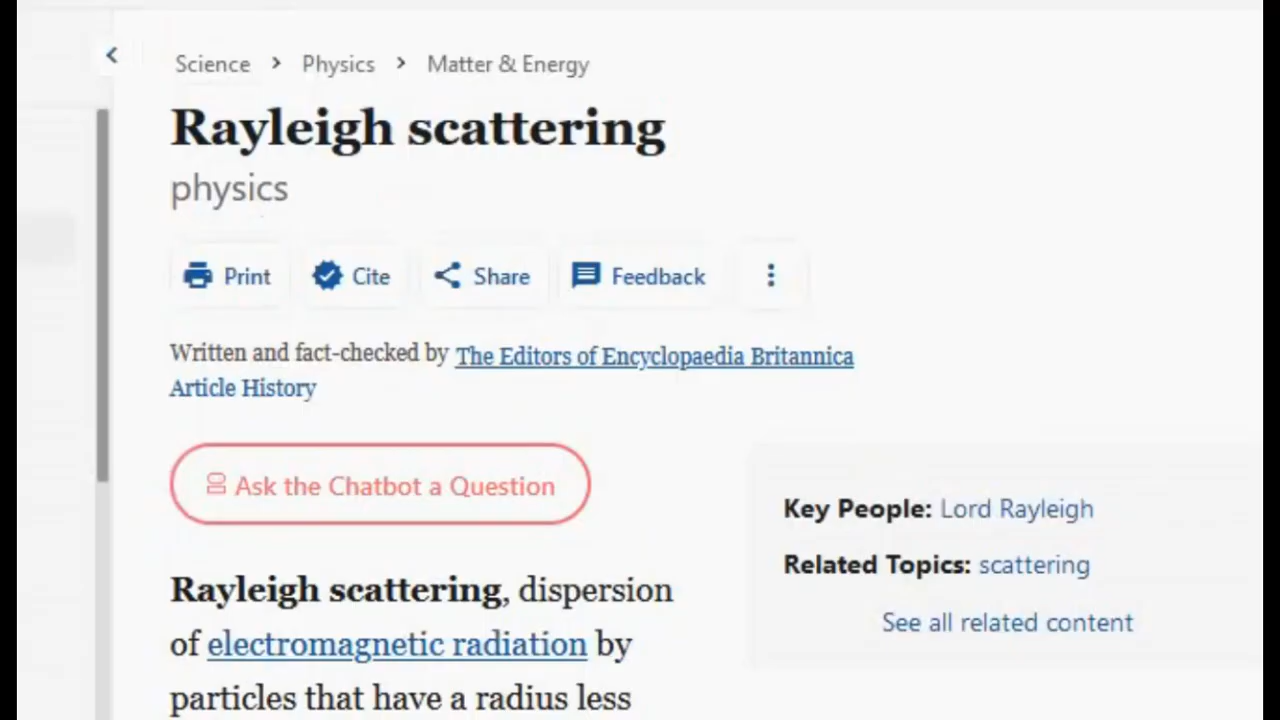 Science > Physics > Matter & Energy
Rayleigh scattering
physics
Print Cite Share Feedback
Written and fact-checked by The Editors of Encyclopaedia Britannica
Article History
Ask the Chatbot a Question
Key People: Lord Rayleigh
Related Topics: scattering
See all related content
Rayleigh scattering, dispersion
of electromagnetic radiation by
particles that have a radius less